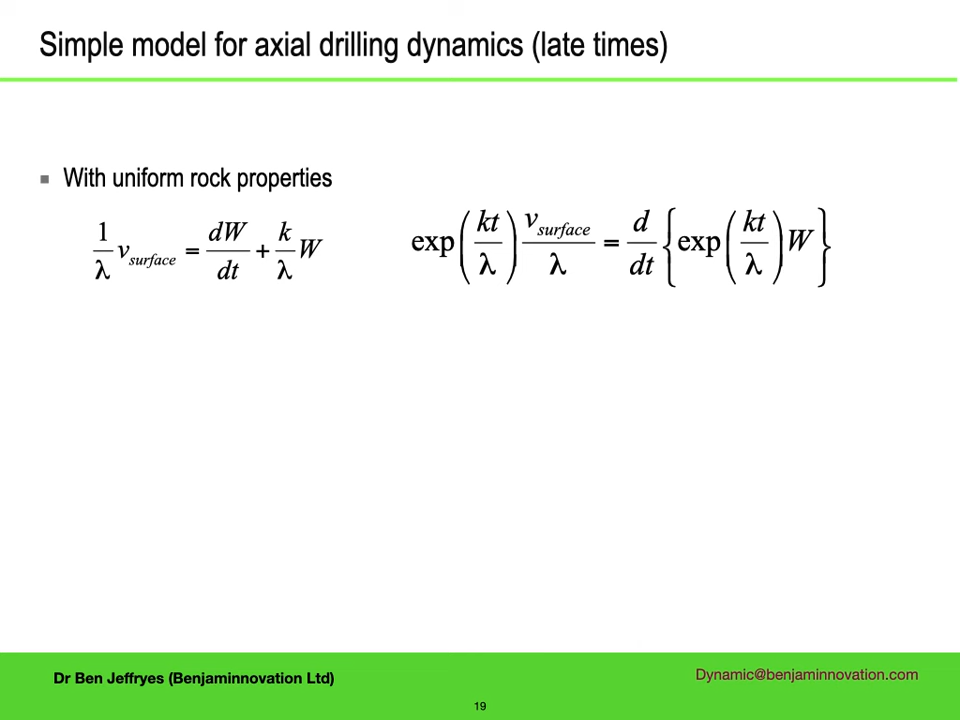 Simple model for axial drilling dynamics (late times)
With uniform rock properties
1/λ v_surface = dW/dt + k/λ W
exp(kt/λ) v_surface/λ = d/dt {exp(kt/λ) W}
Dr Ben Jeffryes (Benjaminnovation Ltd)
Dynamic@benjaminnovation.com
19